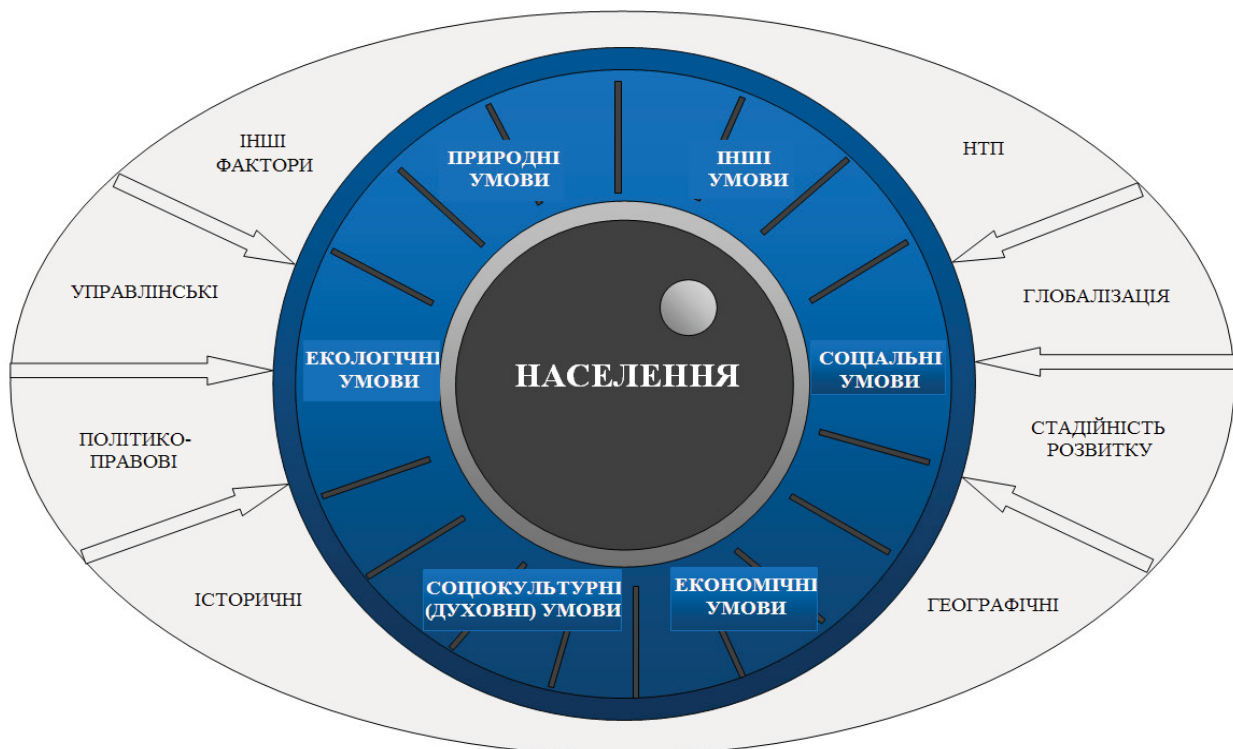 ІНШІ
ФАКТОРИ
НТП
ПРИРОДНІ
УМОВИ
ІНШІ
УМОВИ
УПРАВЛІНСЬКІ
ГЛОБАЛІЗАЦІЯ
ЕКОЛОГІЧНІ
УМОВИ
НАСЕЛЕННЯ
СОЦІАЛЬНІ
УМОВИ
ПОЛІТИКО-
ПРАВОВІ
СТАДІЙНІСТЬ
РОЗВИТКУ
СОЦІОКУЛЬТУРНІ
(ДУХОВНІ) УМОВИ
ЕКОНОМІЧНІ
УМОВИ
ІСТОРИЧНІ
ГЕОГРАФІЧНІ